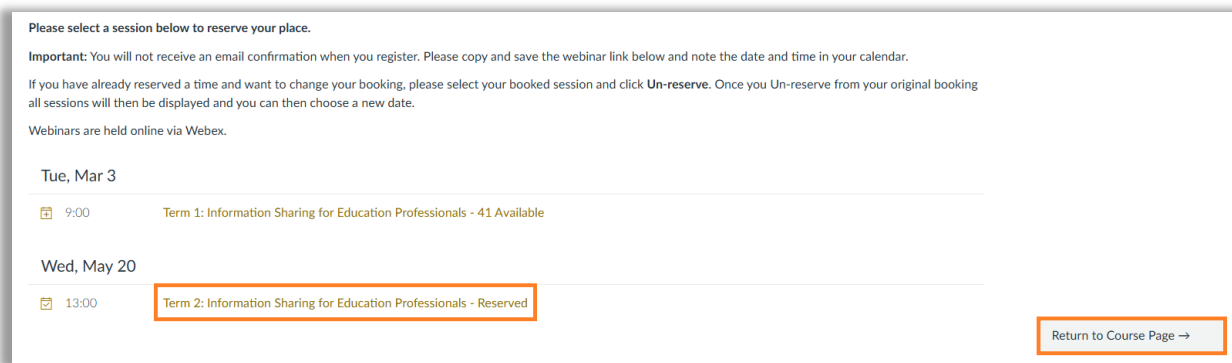 Please select a session below to reserve your place.
Important: You will not receive an email confirmation when you register. Please copy and save the webinar link below and note the date and time in your calendar.
If you have already reserved a time and want to change your booking, please select your booked session and click Un-reserve. Once you Un-reserve from your original booking
all sessions will then be displayed and you can then choose a new date.
Webinars are held online via Webex.
Tue, Mar 3
9:00 Term 1: Information Sharing for Education Professionals - 41 Available
Wed, May 20
13:00 Term 2: Information Sharing for Education Professionals - Reserved
Return to Course Page →